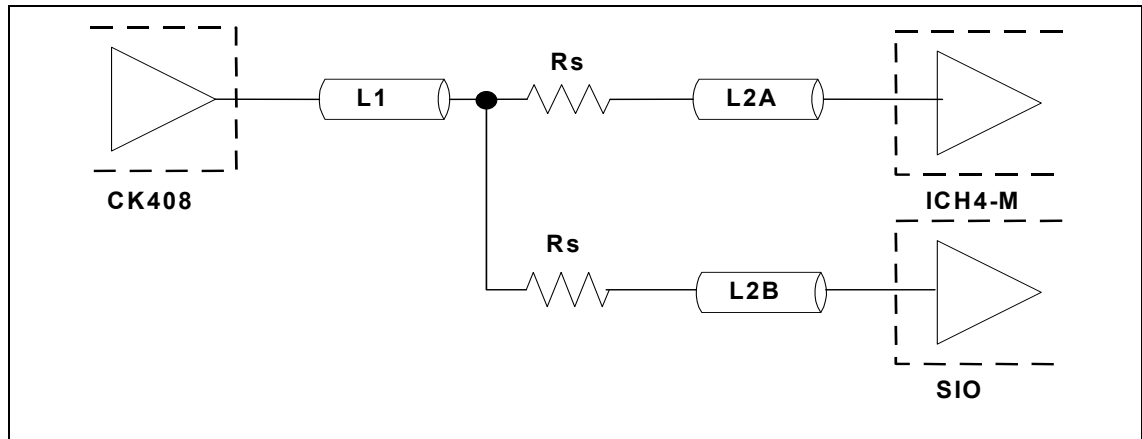 Rs
L1
L2A
CK408
ICH4-M
Rs
L2B
SIO